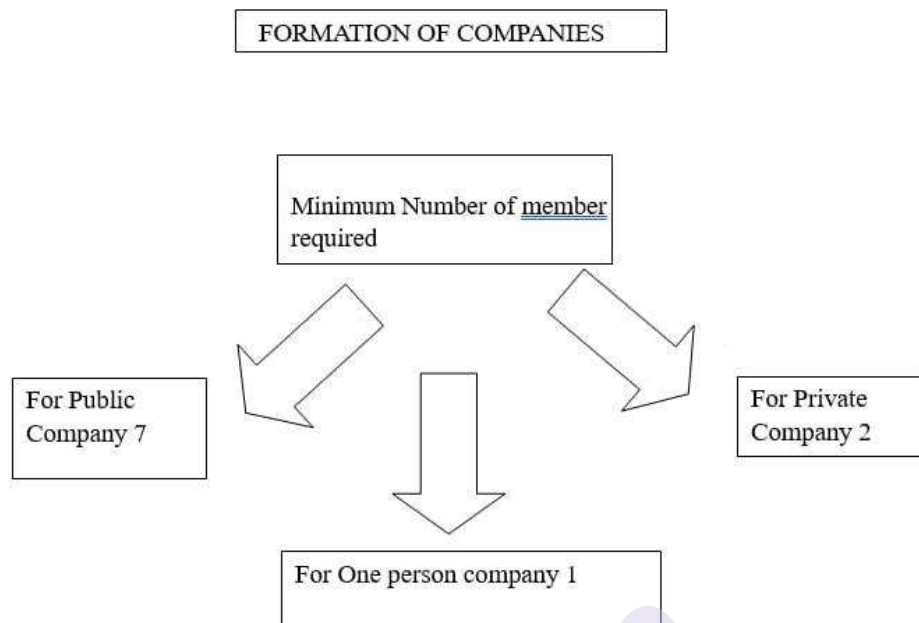 FORMATION OF COMPANIES
Minimum Number of member
required
For Public
Company 7
For Private
Company 2
For One person company 1